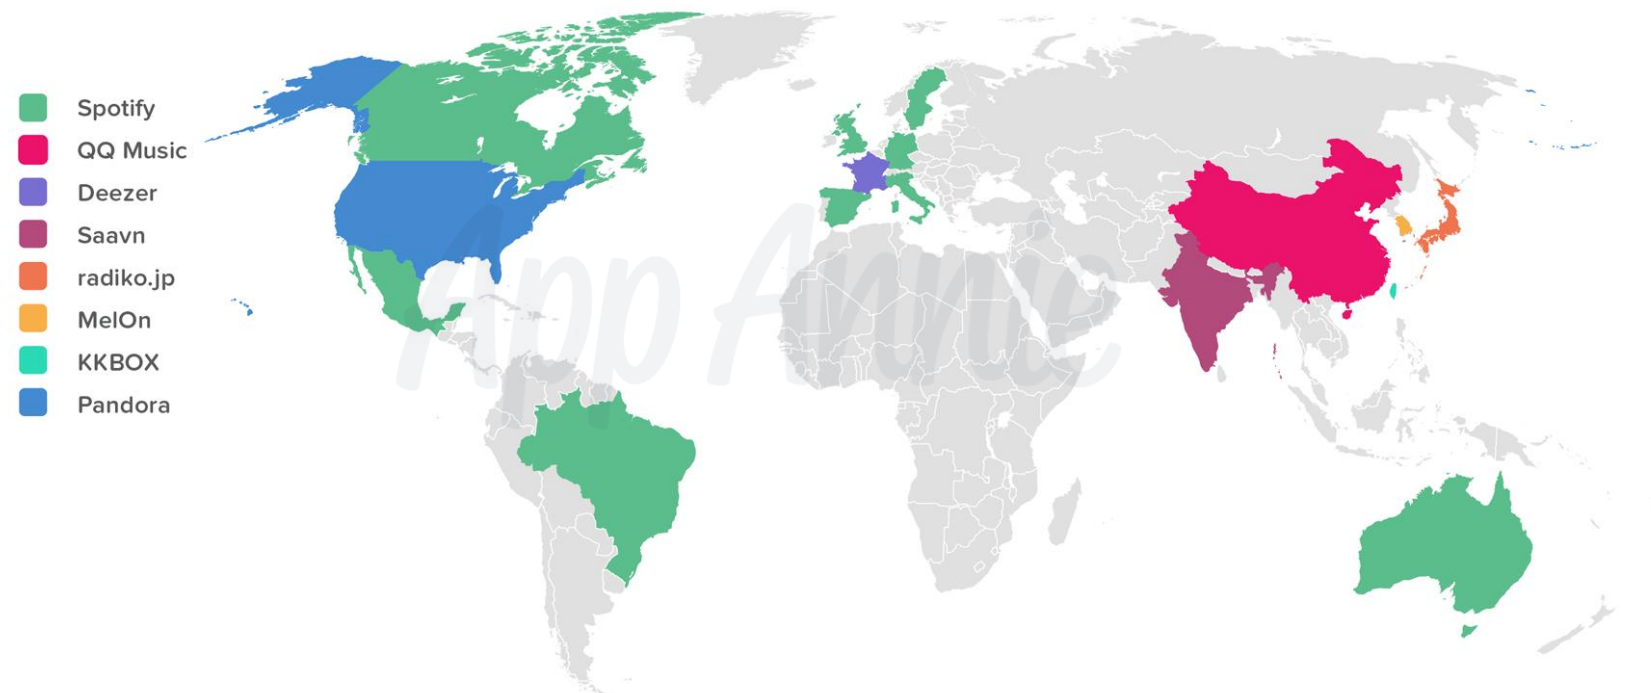 Spotify
QQ Music
Deezer
Saavn
radiko.jp
MelOn
KKBOX
Pandora
App Annie